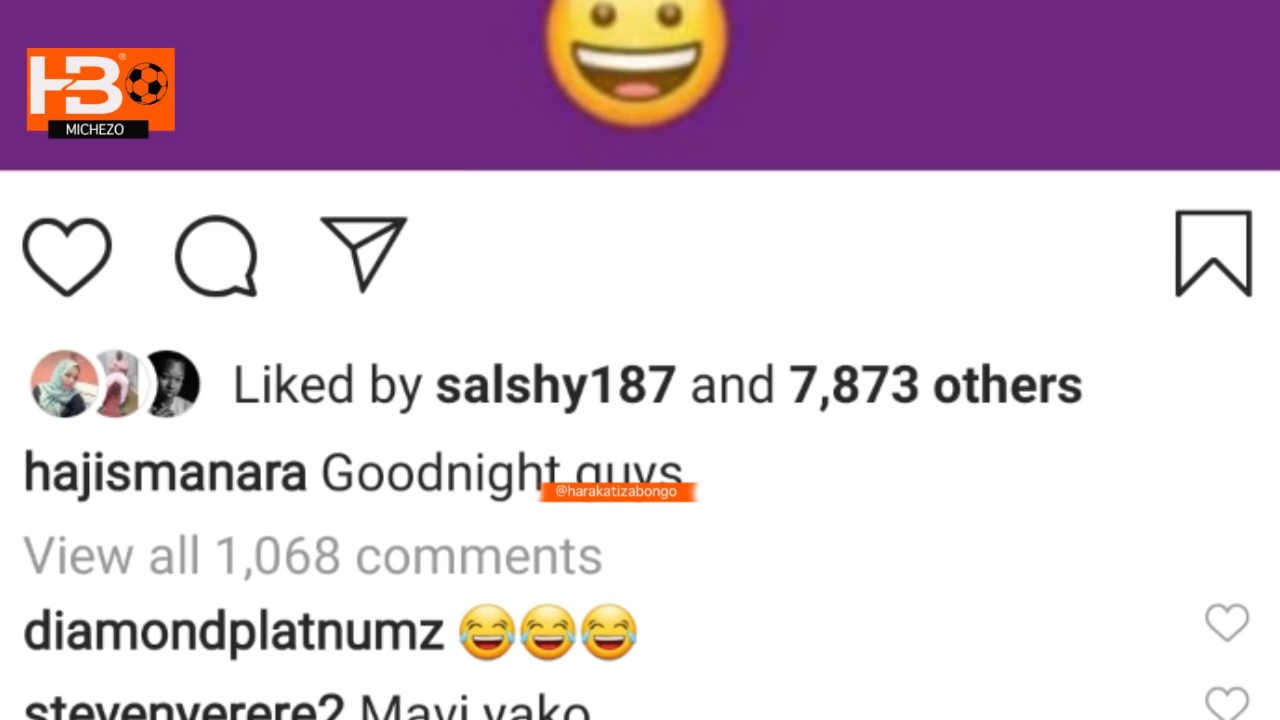 HB®
MICHEZO
Liked by salshy187 and 7,873 others
hajismanara Goodnight guys
@harakatizabongo
View all 1,068 comments
diamondplatnumz 😂😂😂
stevenyerere2 Mavi yako